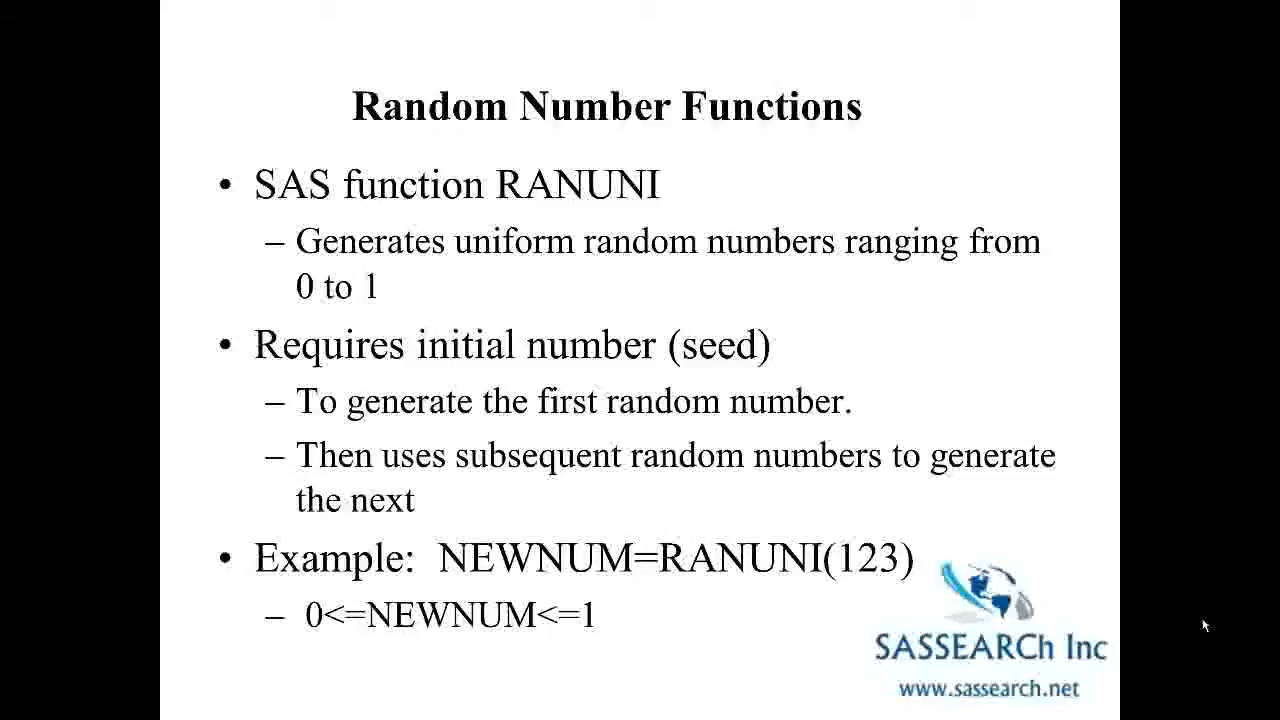 Random Number Functions
• SAS function RANUNI
– Generates uniform random numbers ranging from
0 to 1
• Requires initial number (seed)
– To generate the first random number.
– Then uses subsequent random numbers to generate
the next
• Example: NEWNUM=RANUNI(123)
– 0<=NEWNUM<=1
SASSEARCh Inc
www.sassearch.net